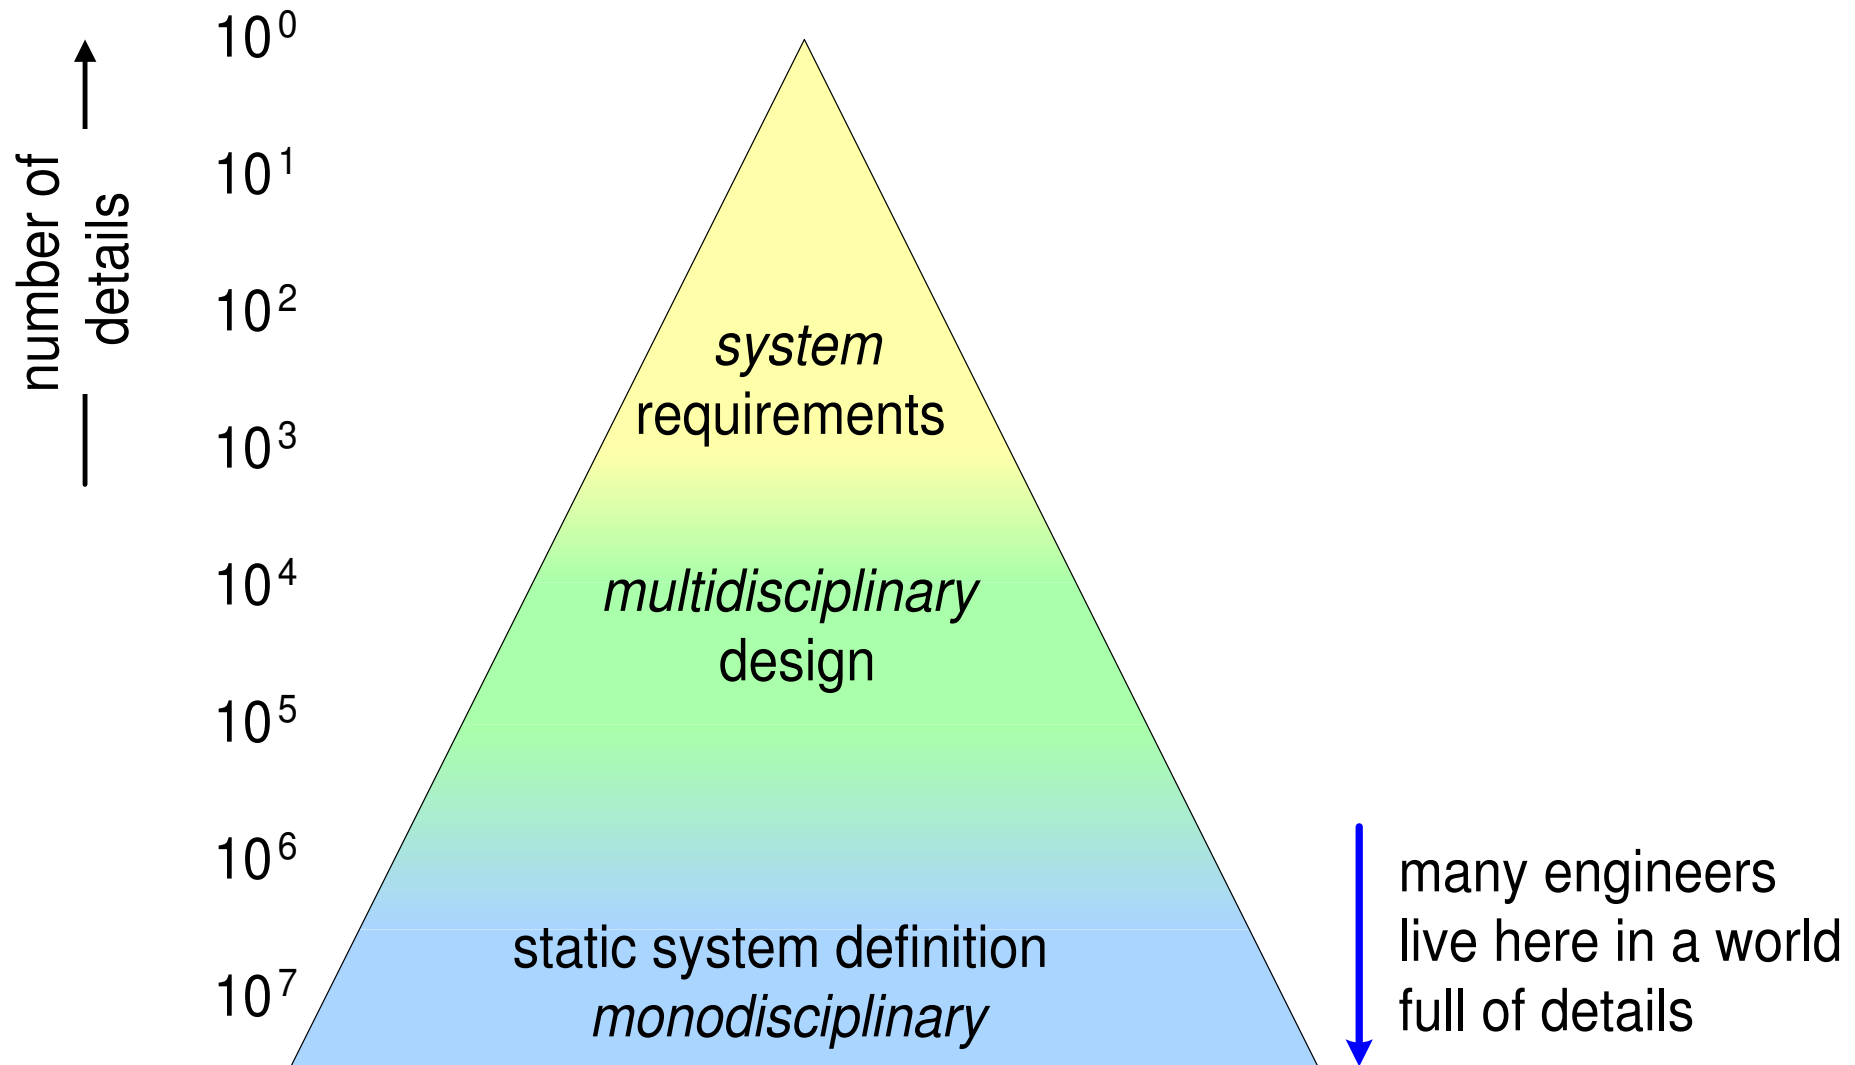 number of
details
10⁰
10¹
10²
10³
10⁴
10⁵
10⁶
10⁷
system
requirements
multidisciplinary
design
static system definition
monodisciplinary
many engineers
live here in a world
full of details